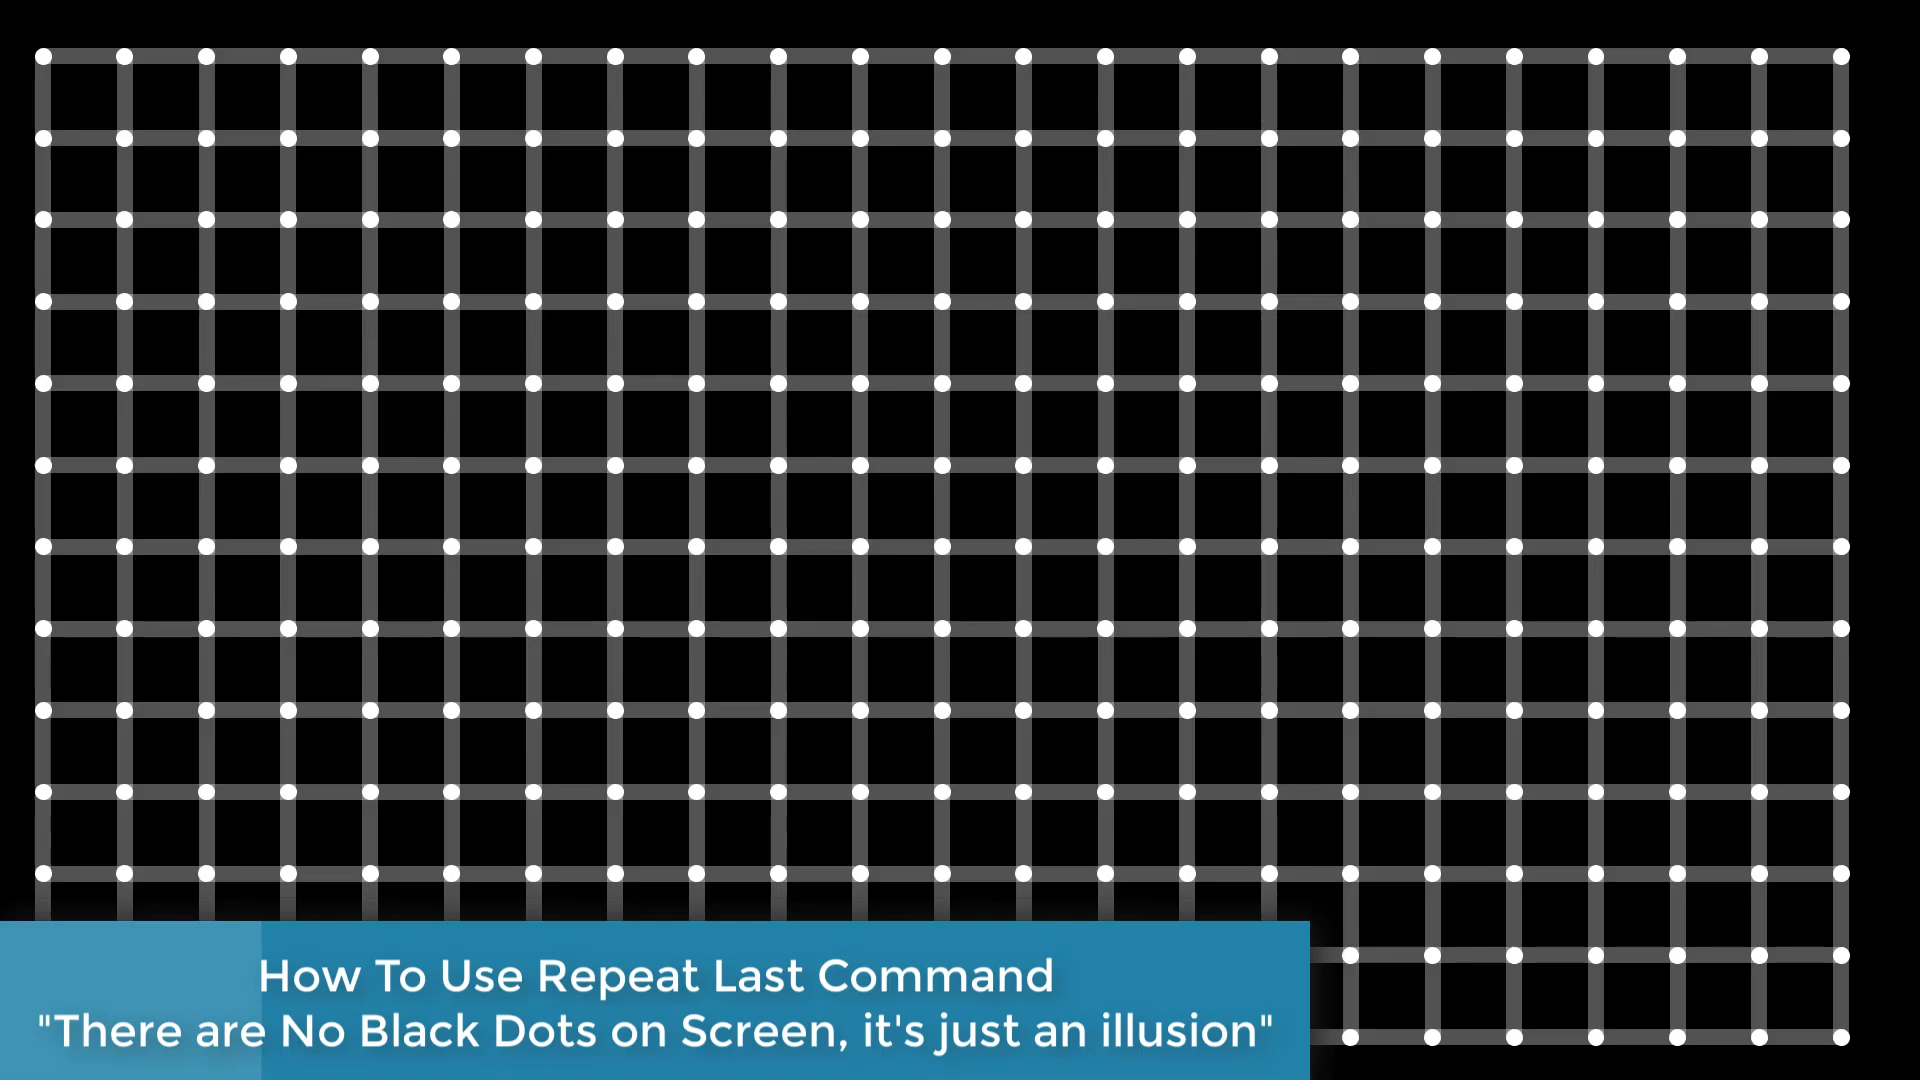 How To Use Repeat Last Command
"There are No Black Dots on Screen, it's just an illusion"